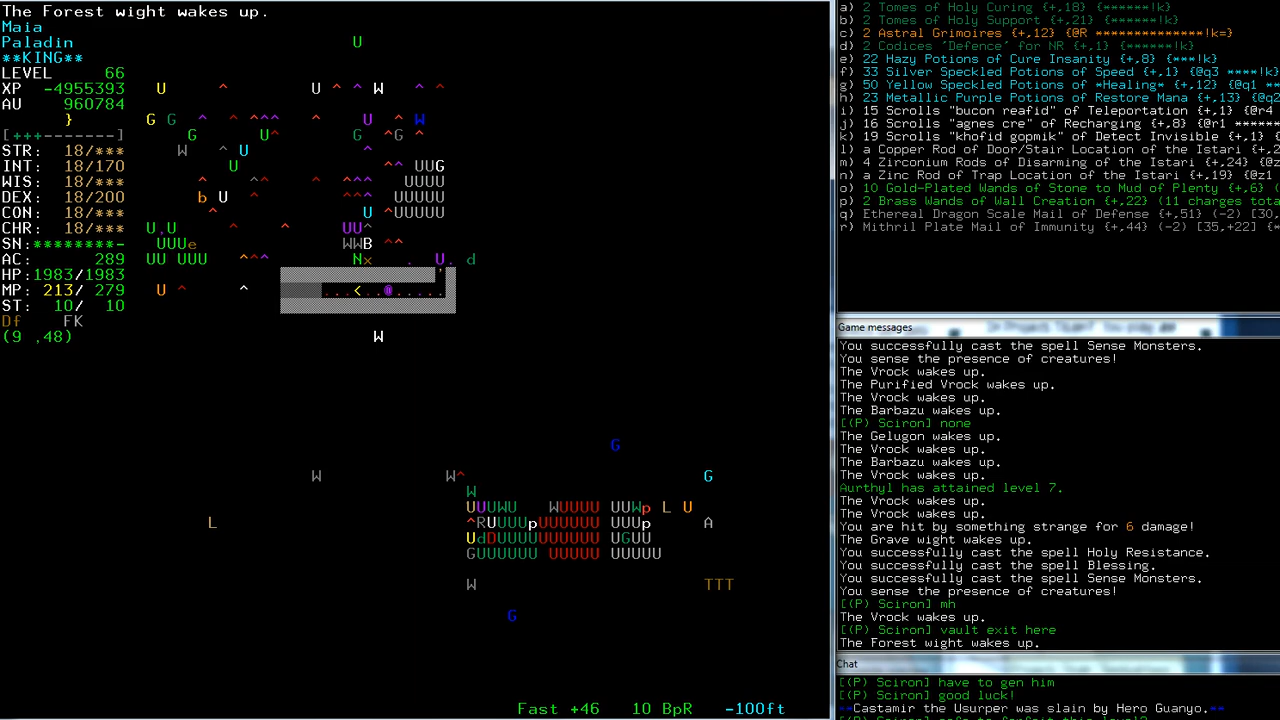 The Forest wight wakes up.
Maia
Paladin
**KING**
LEVEL 66
XP -4955393
AU 960784
}
[+++-------]
STR: 18/***
INT: 18/170
WIS: 18/***
DEX: 18/200
CON: 18/***
CHR: 18/***
SN:********-
AC: 289
HP:1983/1983
MP: 213/ 279
ST: 10/ 10
Df FK
(9 ,48)
Fast +46 10 BpR -100ft
a) 2 Tomes of Holy Curing {+,18} {******!k}
b) 2 Tomes of Holy Support {+,21} {******!k}
c) 2 Astral Grimoires {+,12} {@R **************!k=}
d) 2 Codices 'Defence' for NR {+,1} {******!k}
e) 22 Hazy Potions of Cure Insanity {+,8} {***!k}
f) 33 Silver Speckled Potions of Speed {+,1} {@q3 ****!k}
g) 50 Yellow Speckled Potions of *Healing* {+,12} {@q1
h) 23 Metallic Purple Potions of Restore Mana {+,13} {@q2
i) 15 Scrolls "bucon reafid" of Teleportation {+,1} {@r4
j) 16 Scrolls "agnes cre" of Recharging {+,8} {@r1 ******
k) 19 Scrolls "khofid gopmik" of Detect Invisible {+,1}
l) a Copper Rod of Door/Stair Location of the Istari {+,2
m) 4 Zirconium Rods of Disarming of the Istari {+,24} {@z
n) a Zinc Rod of Trap Location of the Istari {+,19} {@z1
o) 10 Gold-Plated Wands of Stone to Mud of Plenty {+,6} (
p) 2 Brass Wands of Wall Creation {+,22} (11 charges tota
q) Ethereal Dragon Scale Mail of Defense {+,51} (-2) [30,
r) Mithril Plate Mail of Immunity {+,44} (-2) [35,+22] {*
Game messages
You successfully cast the spell Sense Monsters.
You sense the presence of creatures!
The Vrock wakes up.
The Purified Vrock wakes up.
The Vrock wakes up.
The Barbazu wakes up.
[(P) Sciron] none
The Gelugon wakes up.
The Vrock wakes up.
The Barbazu wakes up.
The Vrock wakes up.
Aurthyl has attained level 7.
The Vrock wakes up.
The Vrock wakes up.
You are hit by something strange for 6 damage!
The Grave wight wakes up.
You successfully cast the spell Holy Resistance.
You successfully cast the spell Blessing.
You successfully cast the spell Sense Monsters.
You sense the presence of creatures!
[(P) Sciron] mh
The Vrock wakes up.
[(P) Sciron] vault exit here
The Forest wight wakes up.
Chat
[(P) Sciron] have to gen him
[(P) Sciron] good luck!
**Castamir the Usurper was slain by Hero Guanyo.**